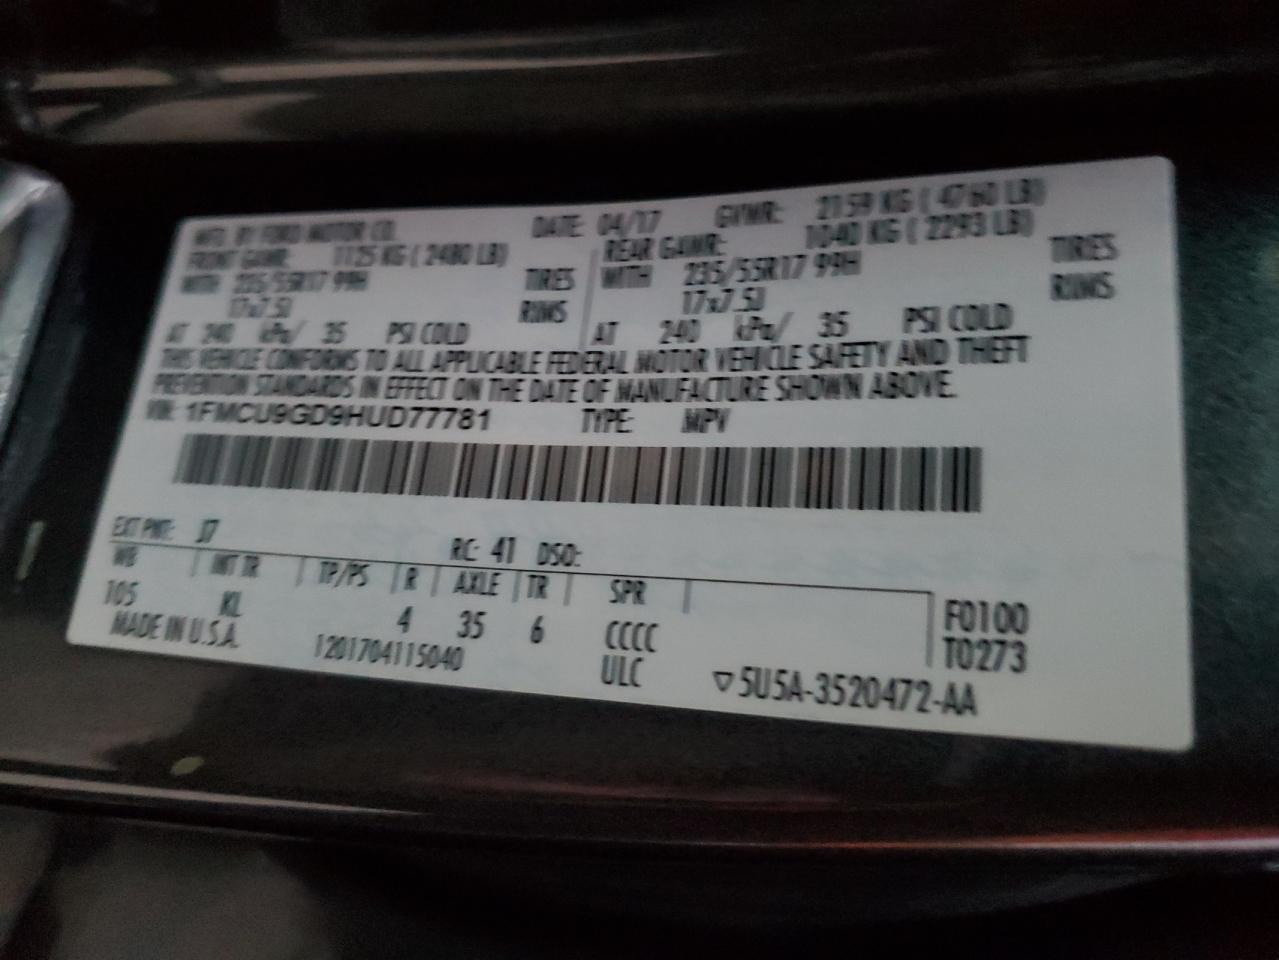 MFD. BY FORD MOTOR CO. DATE: 04/17 GVWR: 2159 KG ( 4760 LB)
FRONT GAWR: 1125 KG ( 2480 LB) REAR GAWR: 1040 KG ( 2293 LB)
WITH 235/55R17 99H TIRES WITH 235/55R17 99H TIRES
17x7.5J RIMS 17x7.5J RIMS
AT 240 kPa/ 35 PSI COLD AT 240 kPa/ 35 PSI COLD
THIS VEHICLE CONFORMS TO ALL APPLICABLE FEDERAL MOTOR VEHICLE SAFETY AND THEFT
PREVENTION STANDARDS IN EFFECT ON THE DATE OF MANUFACTURE SHOWN ABOVE.
VIN: 1FMCU9GD9HUD77781 TYPE: MPV
EXT PNT: J7 RC: 41 DSO:
WB INT TR TP/PS R AXLE TR SPR
105 KL 4 35 6 CCCC F0100
MADE IN U.S.A. 1201704115040 ULC T0273
▽5U5A-3520472-AA